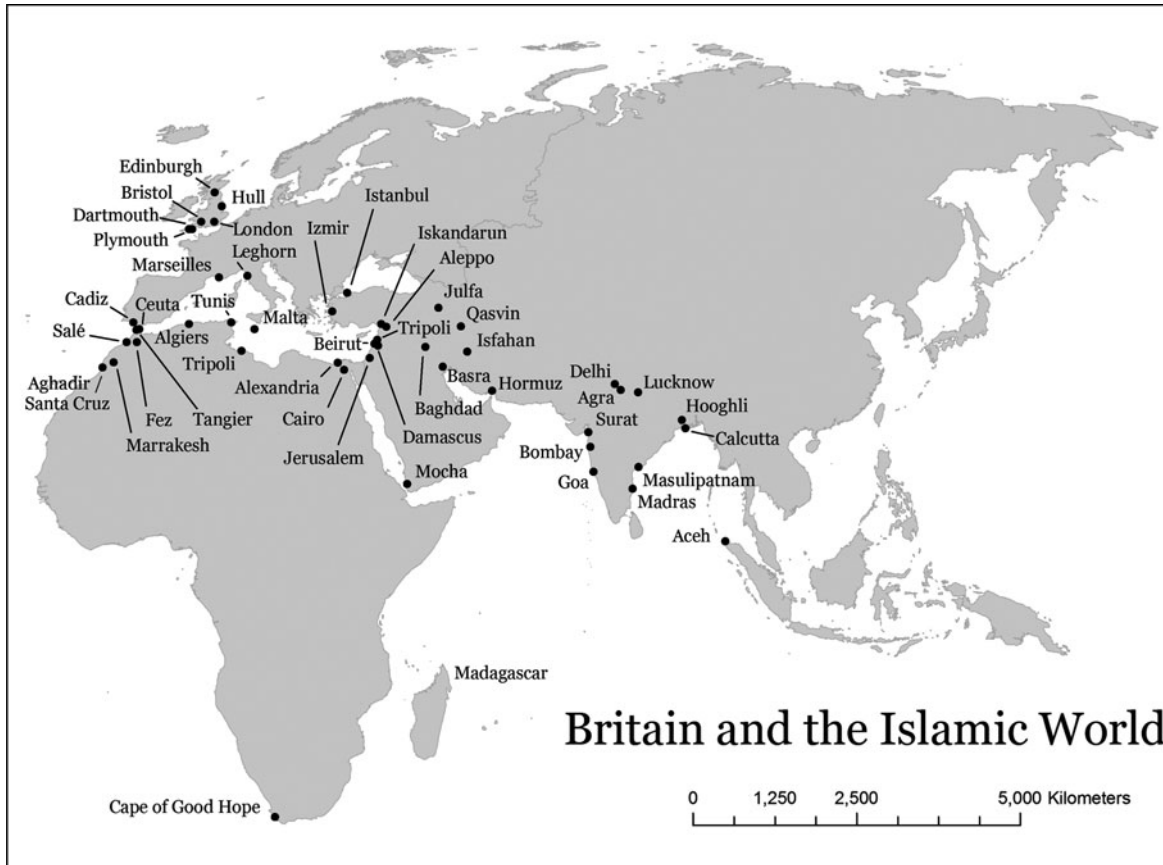 Edinburgh
Bristol
Hull
Dartmouth
London
Plymouth
Leghorn
Marseilles
Izmir
Istanbul
Iskandarun
Aleppo
Cadiz
Ceuta
Tunis
Malta
Julfa
Qasvin
Salé
Algiers
Tripoli
Beirut
Tripoli
Isfahan
Aghadir
Santa Cruz
Alexandria
Basra
Hormuz
Fez
Tangier
Cairo
Baghdad
Marrakesh
Jerusalem
Damascus
Mocha
Delhi
Lucknow
Agra
Surat
Hooghli
Calcutta
Bombay
Goa
Masulipatnam
Madras
Aceh
Madagascar
Britain and the Islamic World
Cape of Good Hope
0 1,250 2,500 5,000 Kilometers